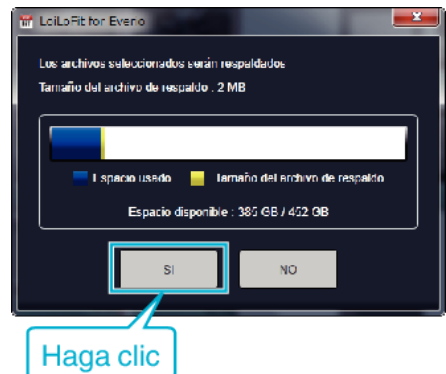 LoiLoFit for Everio
Los archivos seleccionados serán respaldados
Tamaño del archivo de respaldo : 2 MB
Espacio usado Tamaño del archivo de respaldo
Espacio disponible : 385 GB / 452 GB
SI NO
Haga clic